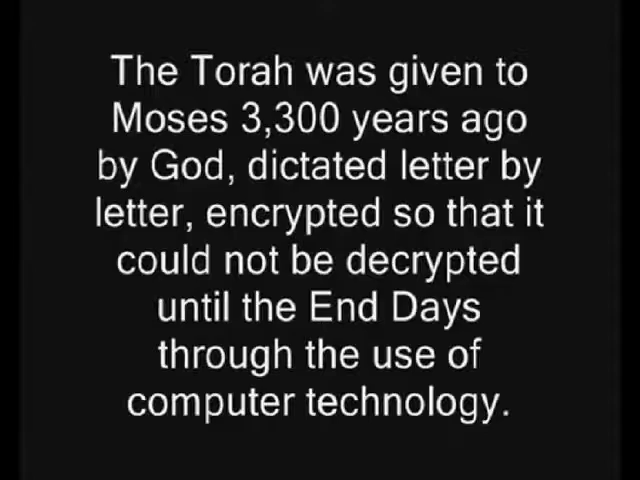 The Torah was given to
Moses 3,300 years ago
by God, dictated letter by
letter, encrypted so that it
could not be decrypted
until the End Days
through the use of
computer technology.